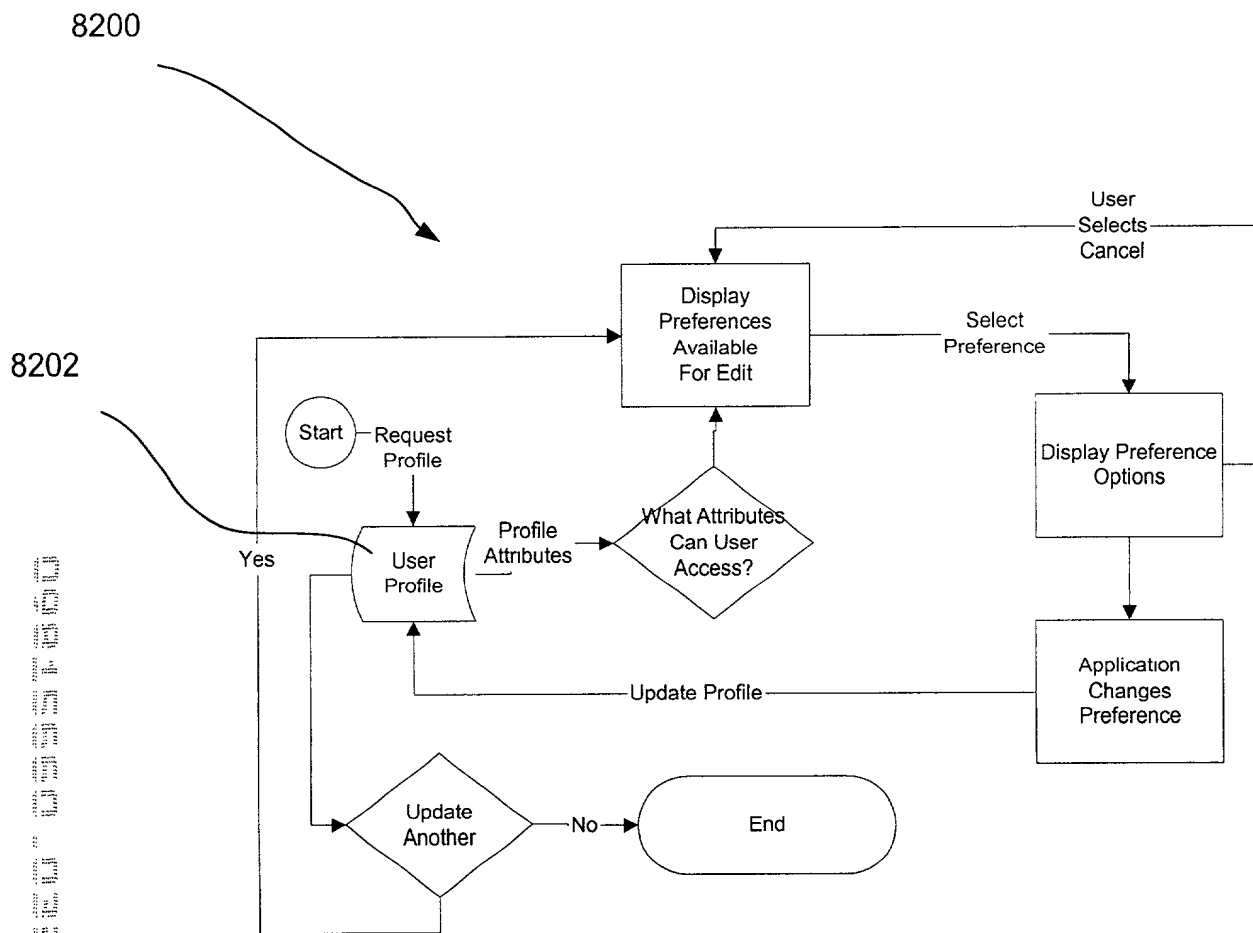 8200
User
Selects
Cancel
Display
Preferences
Available
For Edit
Select
Preference
8202
Start
Request
Profile
Display Preference
Options
What Attributes
Can User
Access?
Profile
Attributes
User
Profile
Yes
Application
Changes
Preference
Update Profile
Update
Another
No
End